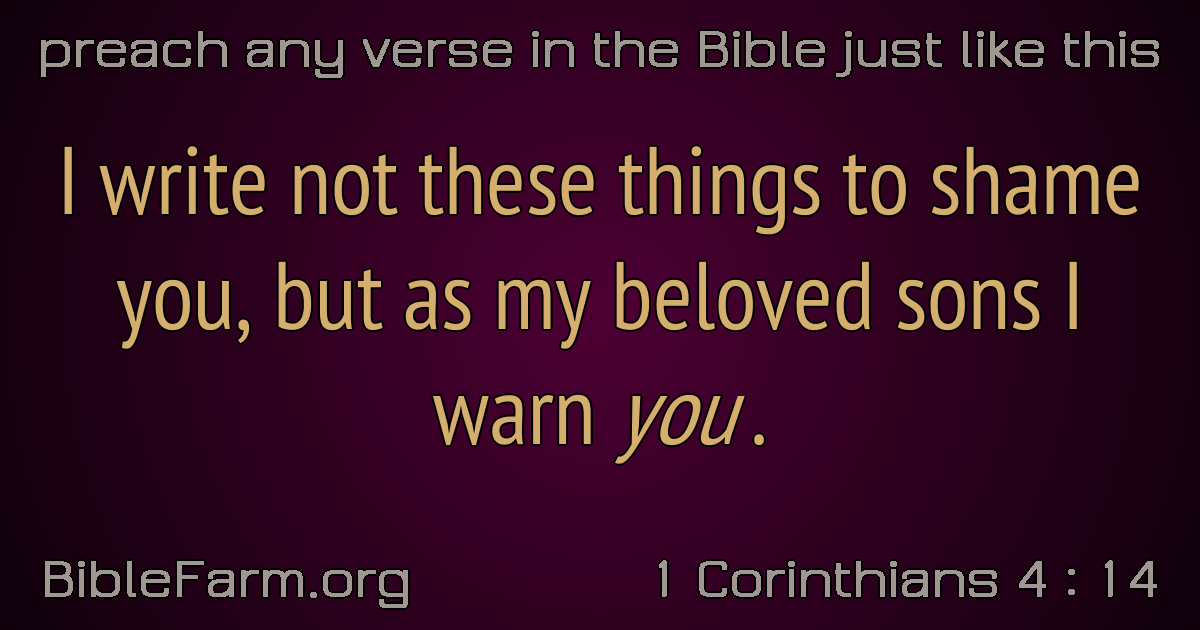 preach any verse in the Bible just like this
I write not these things to shame
you, but as my beloved sons I
warn you .
BibleFarm.org
1 Corinthians 4 : 14